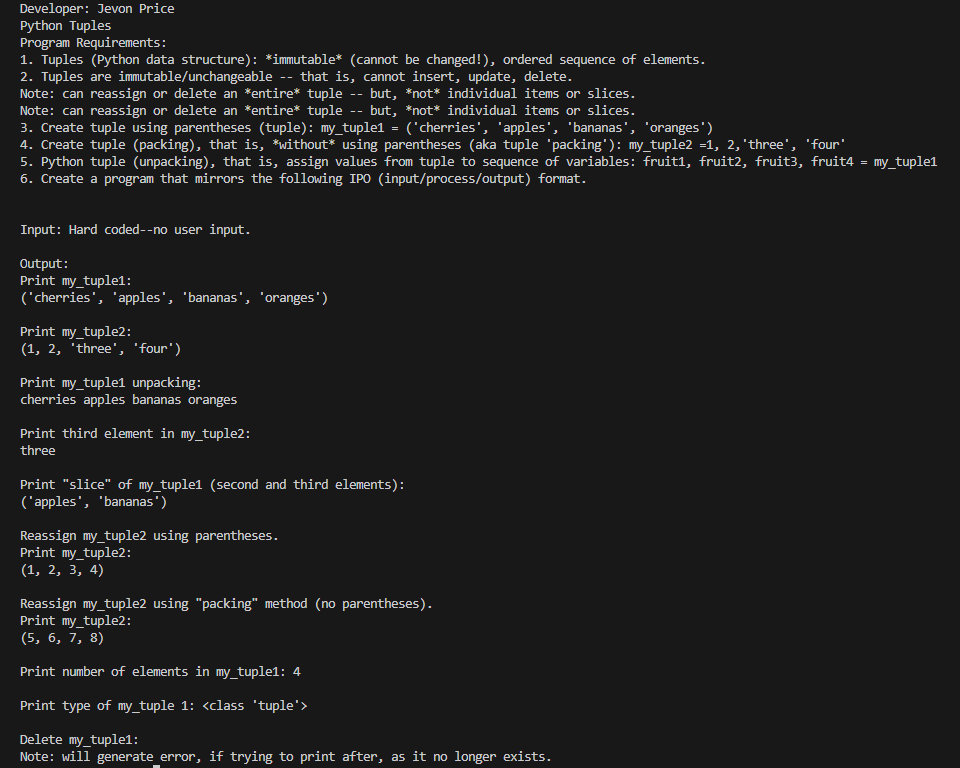 Developer: Jevon Price
Python Tuples
Program Requirements:
1. Tuples (Python data structure): *immutable* (cannot be changed!), ordered sequence of elements.
2. Tuples are immutable/unchangeable -- that is, cannot insert, update, delete.
Note: can reassign or delete an *entire* tuple -- but, *not* individual items or slices.
Note: can reassign or delete an *entire* tuple -- but, *not* individual items or slices.
3. Create tuple using parentheses (tuple): my_tuple1 = ('cherries', 'apples', 'bananas', 'oranges')
4. Create tuple (packing), that is, *without* using parentheses (aka tuple 'packing'): my_tuple2 =1, 2,'three', 'four'
5. Python tuple (unpacking), that is, assign values from tuple to sequence of variables: fruit1, fruit2, fruit3, fruit4 = my_tuple1
6. Create a program that mirrors the following IPO (input/process/output) format.
Input: Hard coded--no user input.
Output:
Print my_tuple1:
('cherries', 'apples', 'bananas', 'oranges')
Print my_tuple2:
(1, 2, 'three', 'four')
Print my_tuple1 unpacking:
cherries apples bananas oranges
Print third element in my_tuple2:
three
Print "slice" of my_tuple1 (second and third elements):
('apples', 'bananas')
Reassign my_tuple2 using parentheses.
Print my_tuple2:
(1, 2, 3, 4)
Reassign my_tuple2 using "packing" method (no parentheses).
Print my_tuple2:
(5, 6, 7, 8)
Print number of elements in my_tuple1: 4
Print type of my_tuple 1: <class 'tuple'>
Delete my_tuple1:
Note: will generate error, if trying to print after, as it no longer exists.